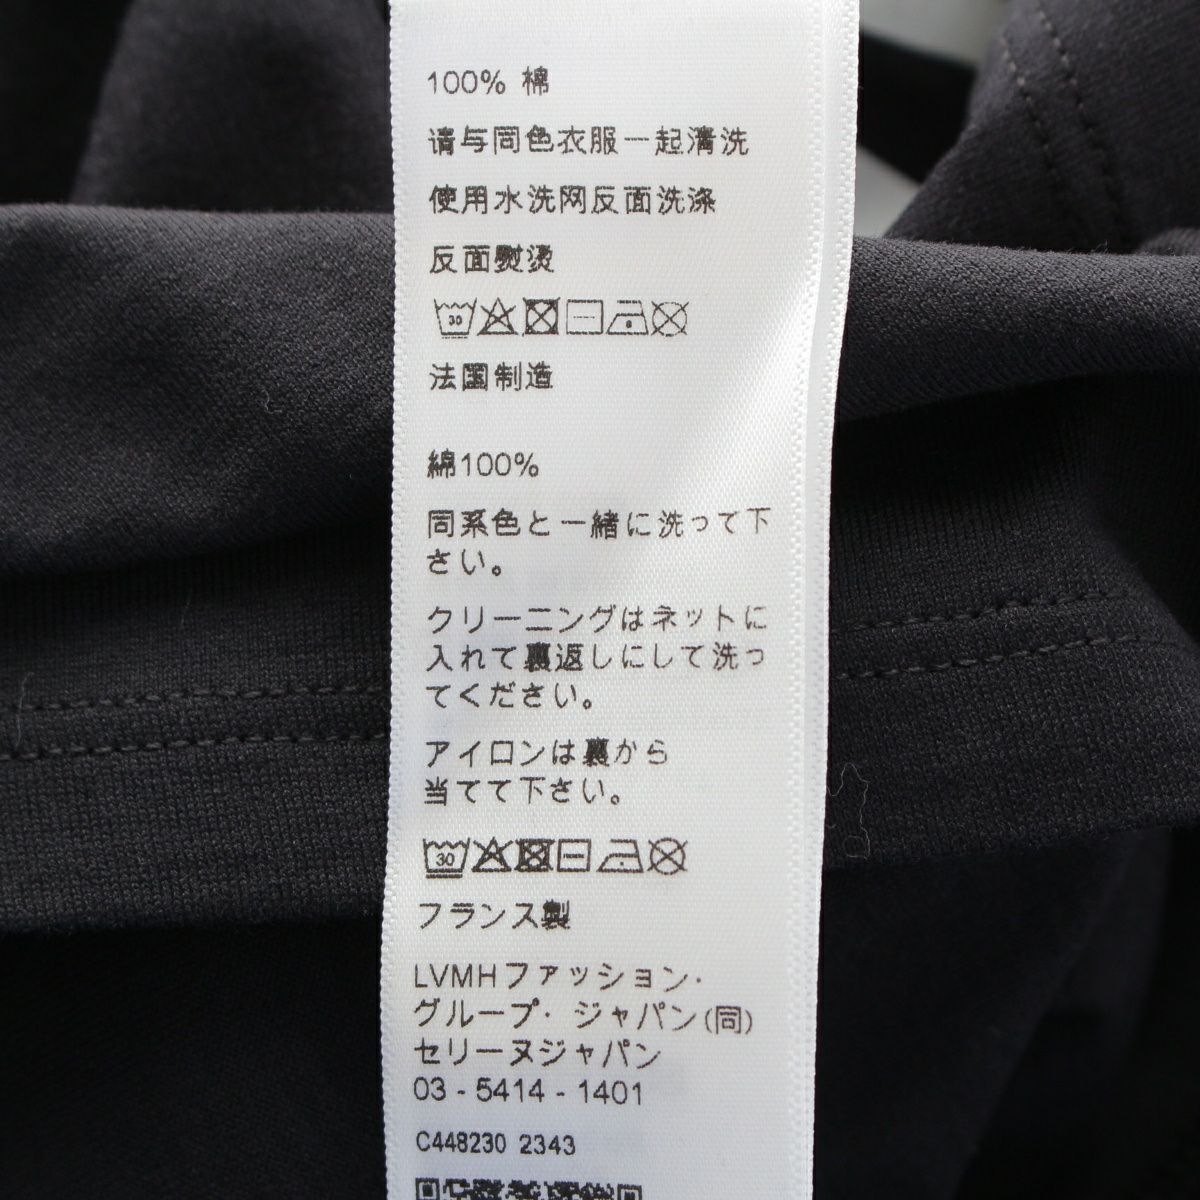 100% 棉
请与同色衣服一起清洗
使用水洗网反面洗涤
反面熨烫
30
法国制造
綿100%
同系色と一緒に洗って下
さい。
クリーニングはネットに
入れて裏返しにして洗っ
てください。
アイロンは裏から
当てて下さい。
30
フランス製
LVMHファッション・
グループ・ジャパン(同)
セリーヌジャパン
03 - 5414 - 1401
C448230 2343